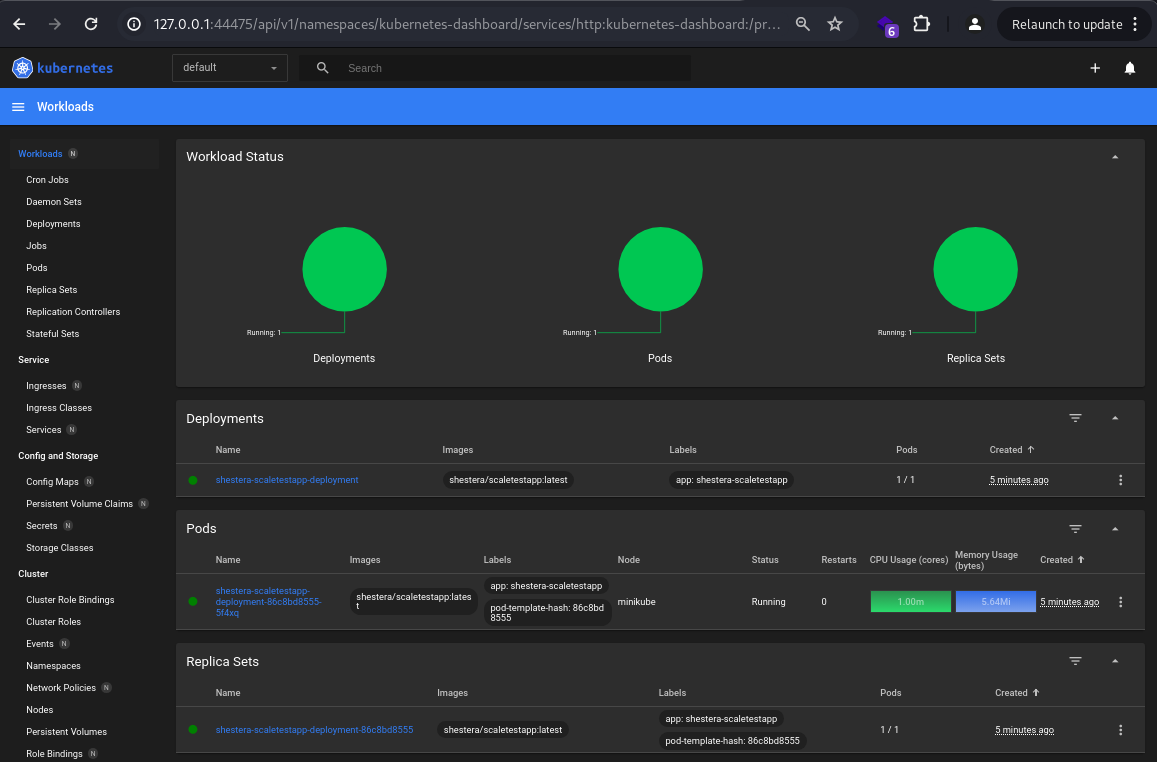 127.0.0.1:44475/api/v1/namespaces/kubernetes-dashboard/services/http:kubernetes-dashboard:/pr...
6
Relaunch to update
kubernetes
default
Search
Workloads
Workloads N
Cron Jobs
Daemon Sets
Deployments
Jobs
Pods
Replica Sets
Replication Controllers
Stateful Sets
Service
Ingresses N
Ingress Classes
Services N
Config and Storage
Config Maps N
Persistent Volume Claims N
Secrets N
Storage Classes
Cluster
Cluster Role Bindings
Cluster Roles
Events N
Namespaces
Network Policies N
Nodes
Persistent Volumes
Role Bindings N
Workload Status
Running: 1
Deployments
Running: 1
Pods
Running: 1
Replica Sets
Deployments
Name Images Labels Pods Created
shestera-scaletestapp-deployment shestera/scaletestapp:latest app: shestera-scaletestapp 1 / 1 5 minutes ago
Pods
Name Images Labels Node Status Restarts CPU Usage (cores) Memory Usage (bytes) Created
shestera-scaletestapp-
deployment-86c8bd8555-
5f4xq
shestera/scaletestapp:lates
t
app: shestera-scaletestapp
pod-template-hash: 86c8bd
8555
minikube Running 0 1.00m 5.64Mi 5 minutes ago
Replica Sets
Name Images Labels Pods Created
shestera-scaletestapp-deployment-86c8bd8555 shestera/scaletestapp:latest
app: shestera-scaletestapp
pod-template-hash: 86c8bd8555
1 / 1 5 minutes ago